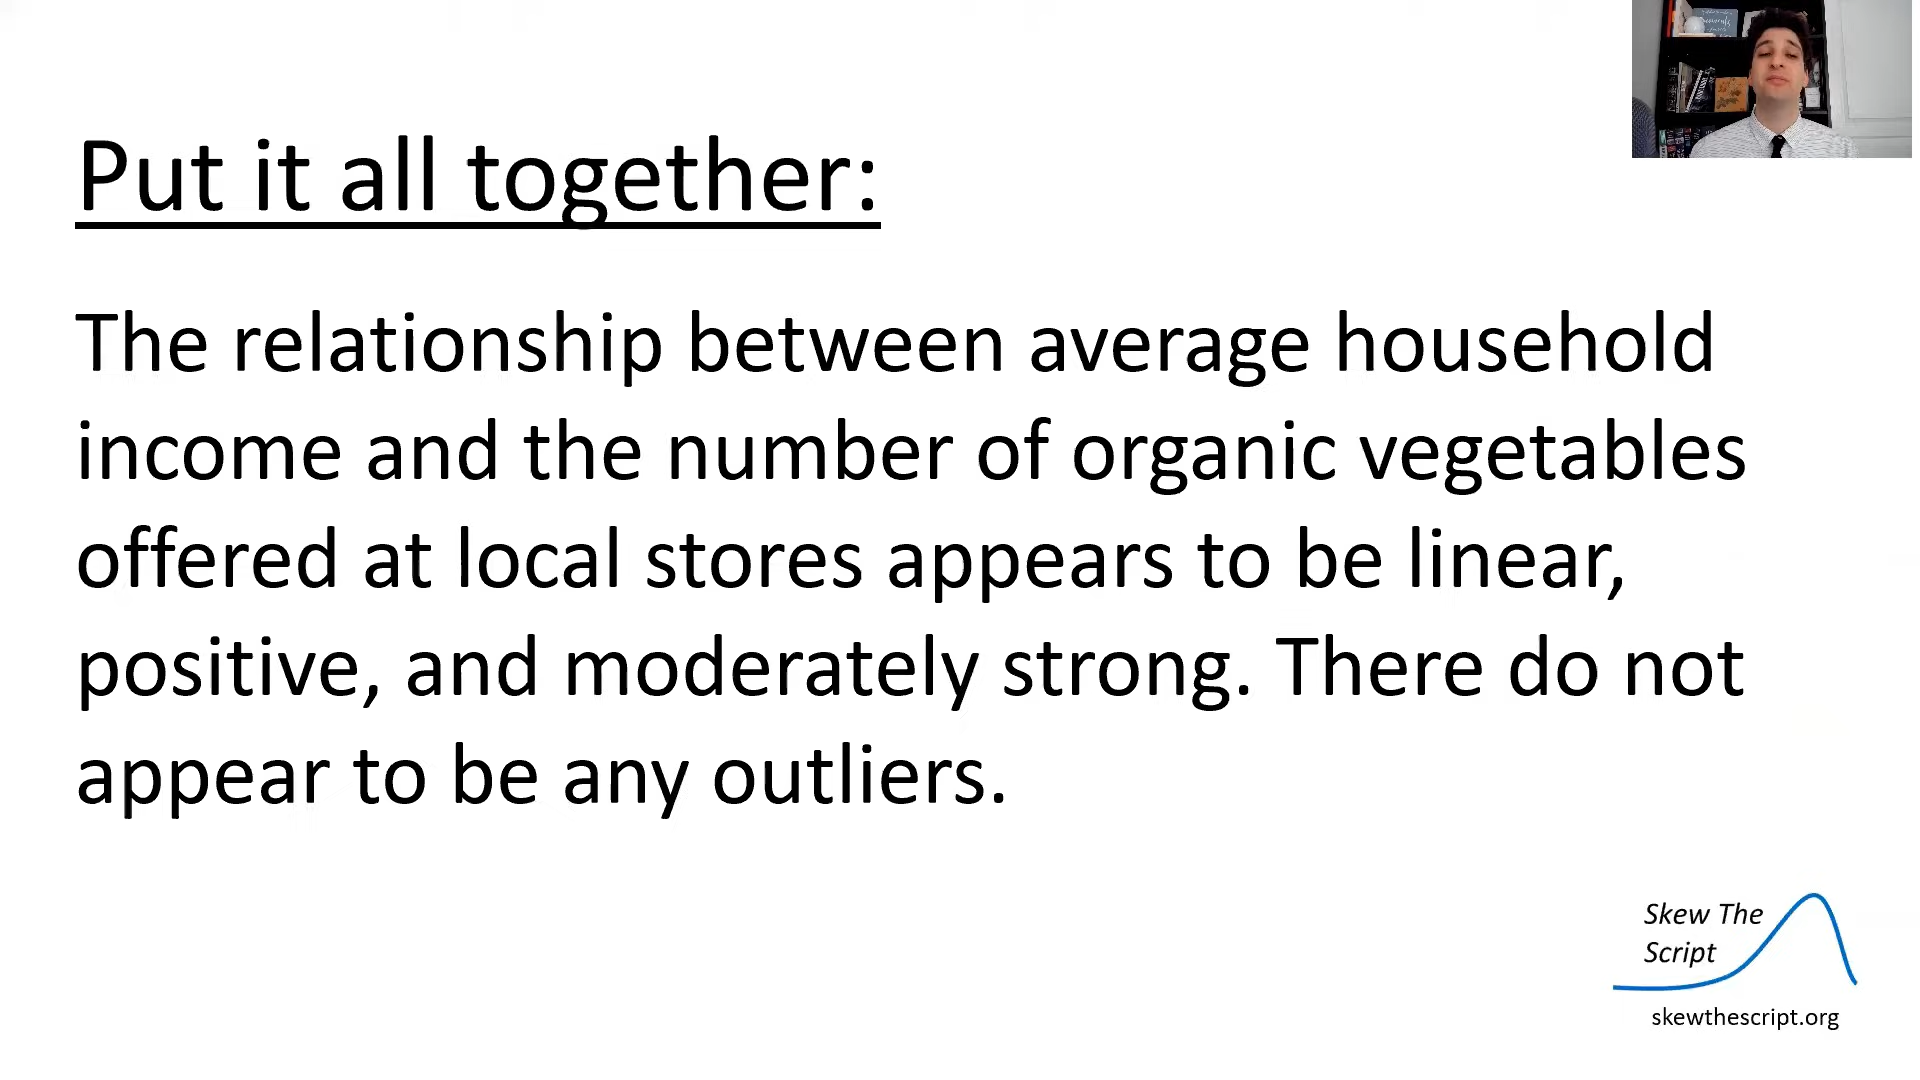 Put it all together:
The relationship between average household
income and the number of organic vegetables
offered at local stores appears to be linear,
positive, and moderately strong. There do not
appear to be any outliers.
Skew The
Script
skewthescript.org